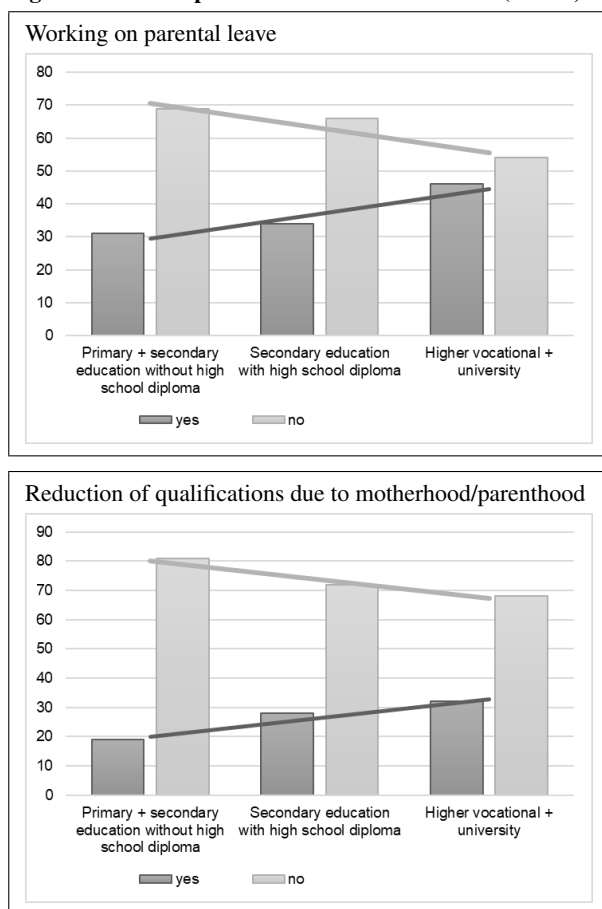 Working on parental leave
80
70
60
50
40
30
20
10
0
Primary + secondary
education without high
school diploma
Secondary education
with high school diploma
Higher vocational +
university
yes
no
Reduction of qualifications due to motherhood/parenthood
90
80
70
60
50
40
30
20
10
0
Primary + secondary
education without high
school diploma
Secondary education
with high school diploma
Higher vocational +
university
yes
no